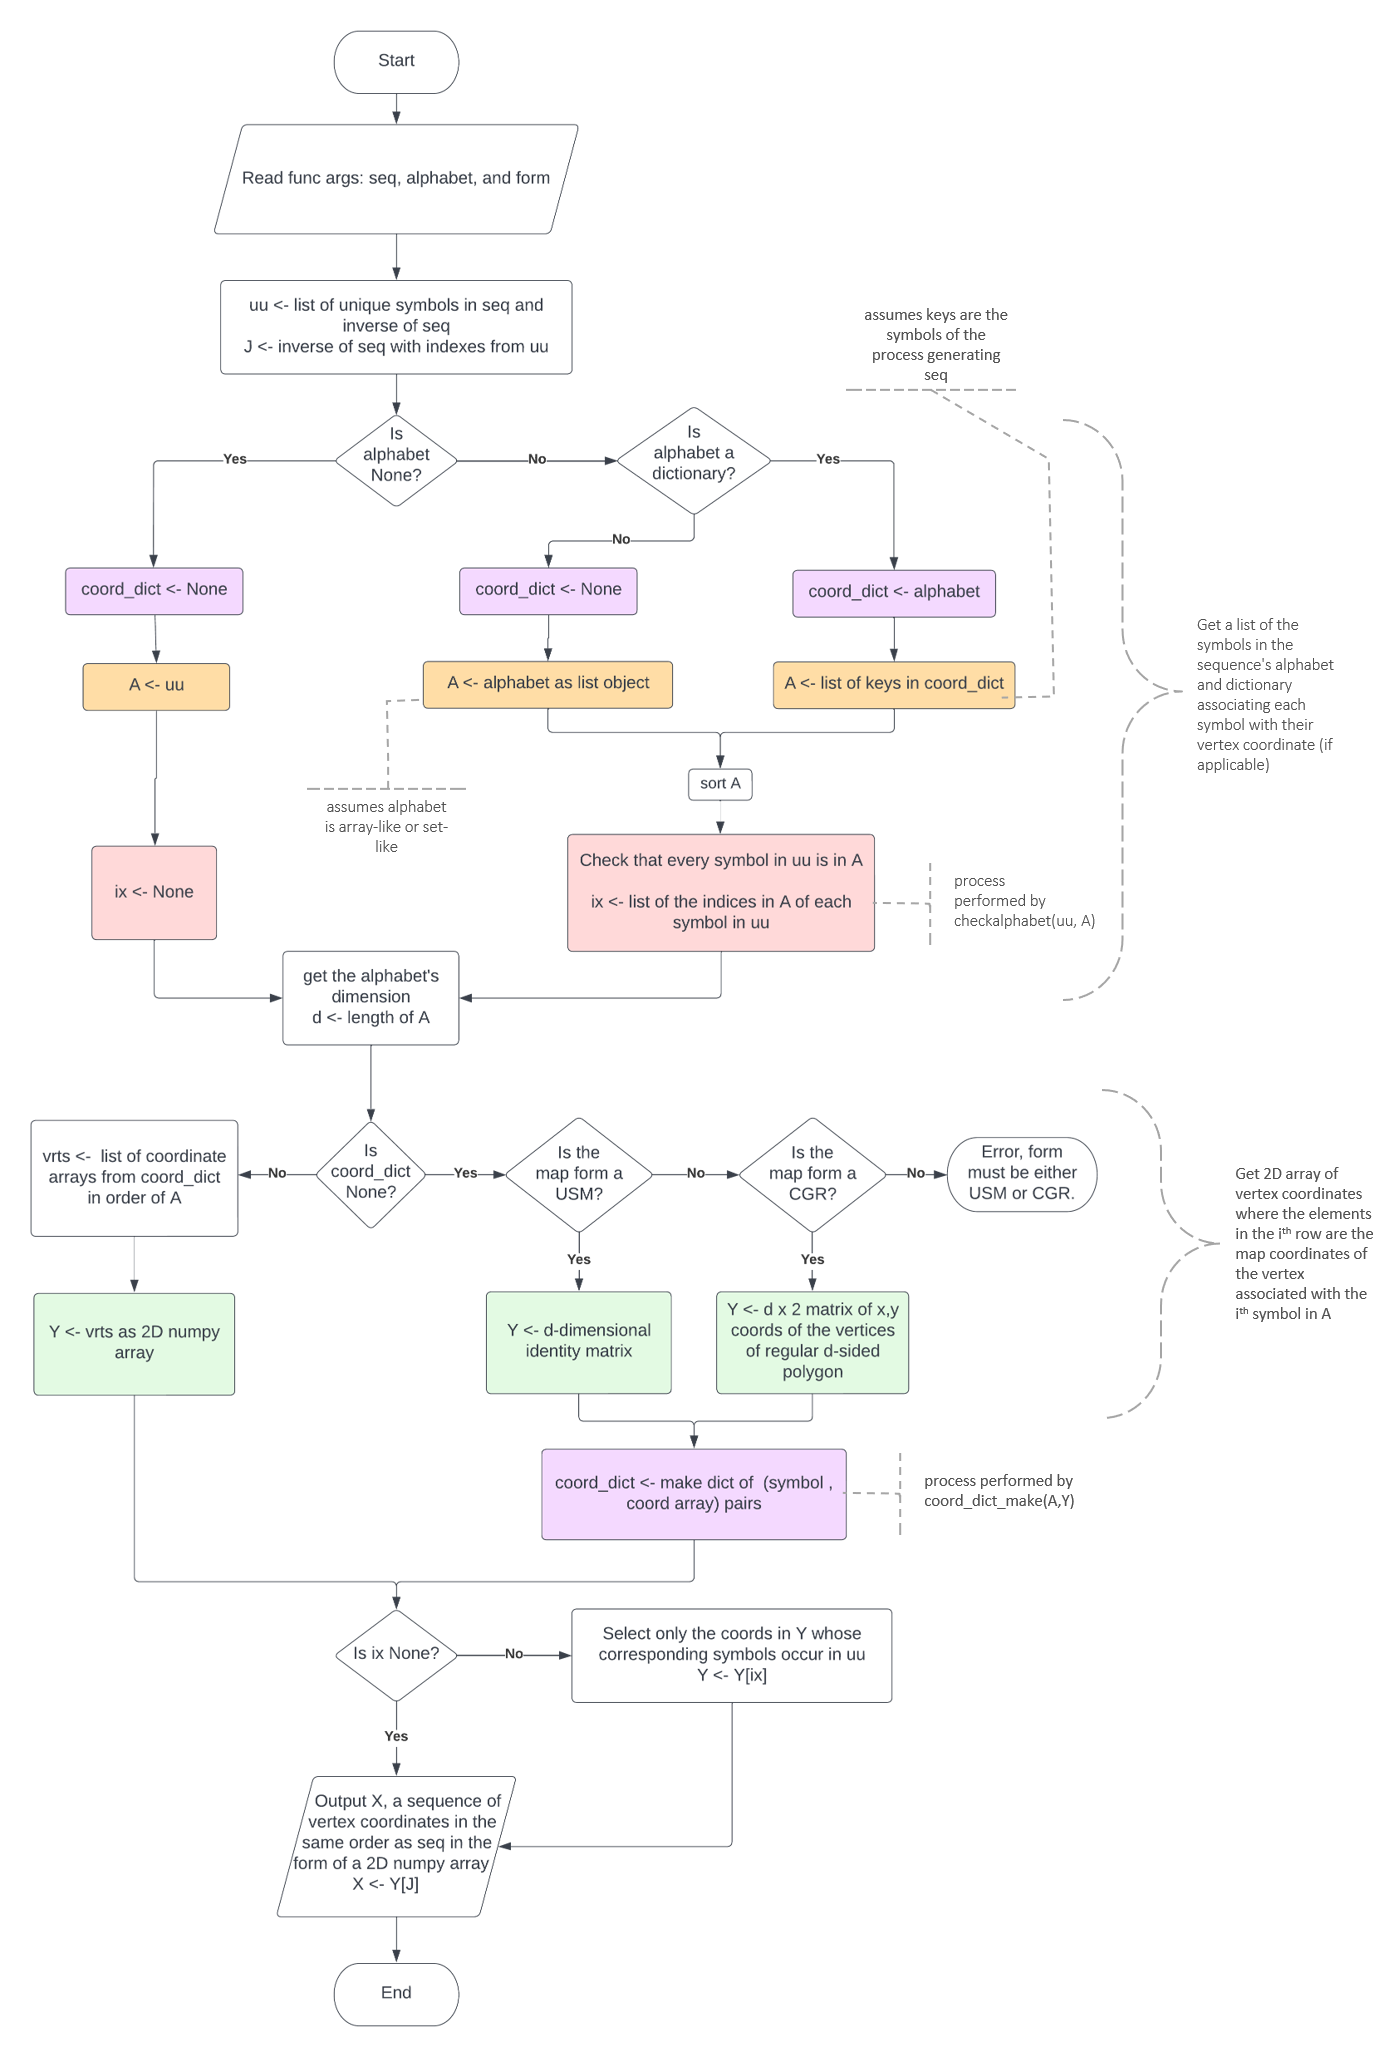 Start
Read func args: seq, alphabet, and form
uu <- list of unique symbols in seq and
inverse of seq
J <- inverse of seq with indexes from uu
assumes keys are the
symbols of the
process generating
seq
Is
alphabet
None?
Yes
No
Is
alphabet a
dictionary?
Yes
No
coord_dict <- None
coord_dict <- None
coord_dict <- alphabet
A <- uu
A <- alphabet as list object
A <- list of keys in coord_dict
Get a list of the
symbols in the
sequence's alphabet
and dictionary
associating each
symbol with their
vertex coordinate (if
applicable)
sort A
assumes alphabet
is array-like or set-
like
ix <- None
Check that every symbol in uu is in A
ix <- list of the indices in A of each
symbol in uu
process
performed by
checkalphabet(uu, A)
get the alphabet's
dimension
d <- length of A
vrts <-  list of coordinate
arrays from coord_dict
in order of A
No
Is
coord_dict
None?
Yes
Is the
map form a
USM?
No
Is the
map form a
CGR?
No
Error, form
must be either
USM or CGR.
Yes
Yes
Get 2D array of
vertex coordinates
where the elements
in the ith row are the
map coordinates of
the vertex
associated with the
ith symbol in A
Y <- vrts as 2D numpy
array
Y <- d-dimensional
identity matrix
Y <- d x 2 matrix of x,y
coords of the vertices
of regular d-sided
polygon
coord_dict <- make dict of  (symbol ,
coord array) pairs
process performed by
coord_dict_make(A,Y)
Is ix None?
No
Select only the coords in Y whose
corresponding symbols occur in uu
Y <- Y[ix]
Yes
Output X, a sequence of
vertex coordinates in the
same order as seq in the
form of a 2D numpy array
X <- Y[J]
End